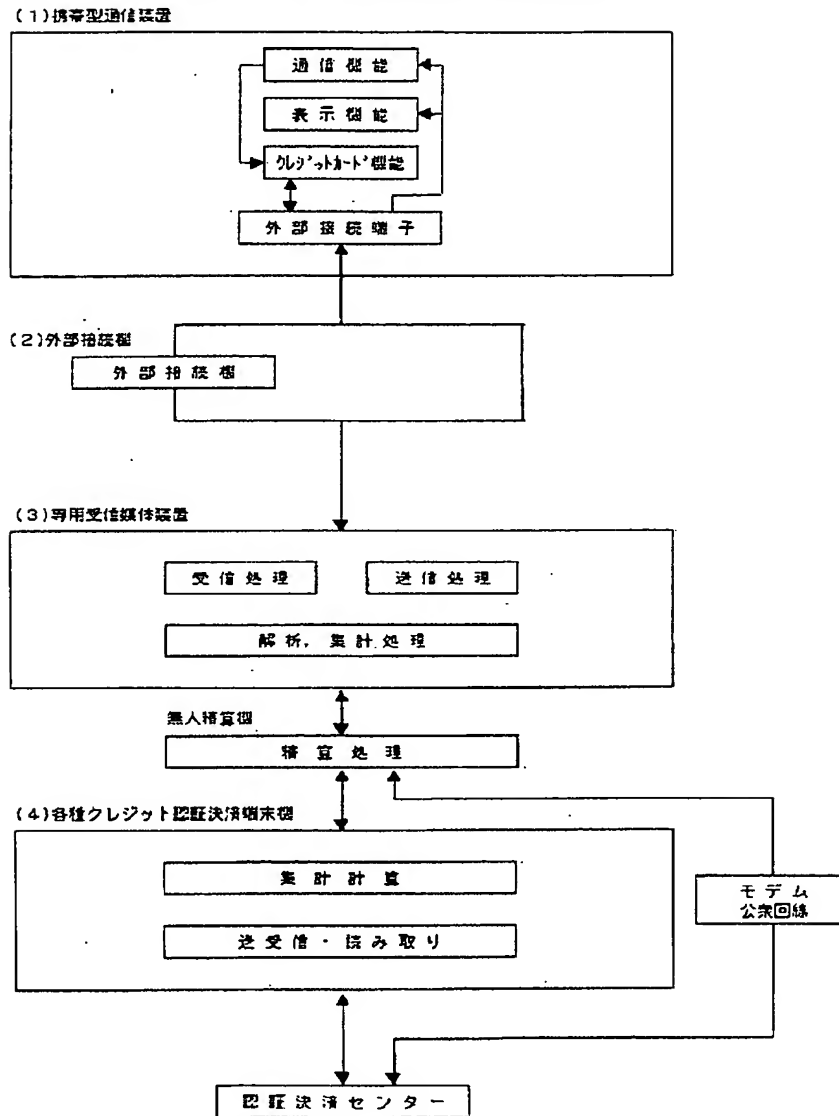 (1)携帯型通信装置
通信機能
表示機能
クレジットカード機能
外部接続端子
(2)外部接続機
外部接続機
(3)専用受信媒体装置
受信処理
送信処理
解析,集計処理
無人精算機
精算処理
(4)各種クレジット認証決済端末機
集計計算
送受信・読み取り
モデム
公衆回線
認証決済センター